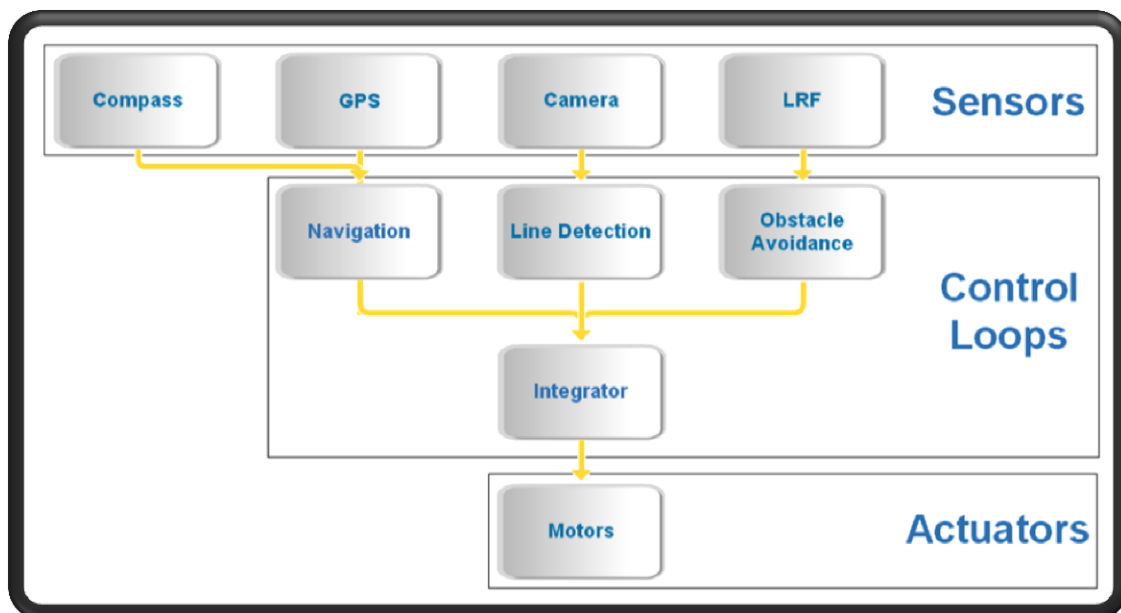 Compass
GPS
Camera
LRF
Sensors
Navigation
Line Detection
Obstacle
Avoidance
Control
Loops
Integrator
Motors
Actuators